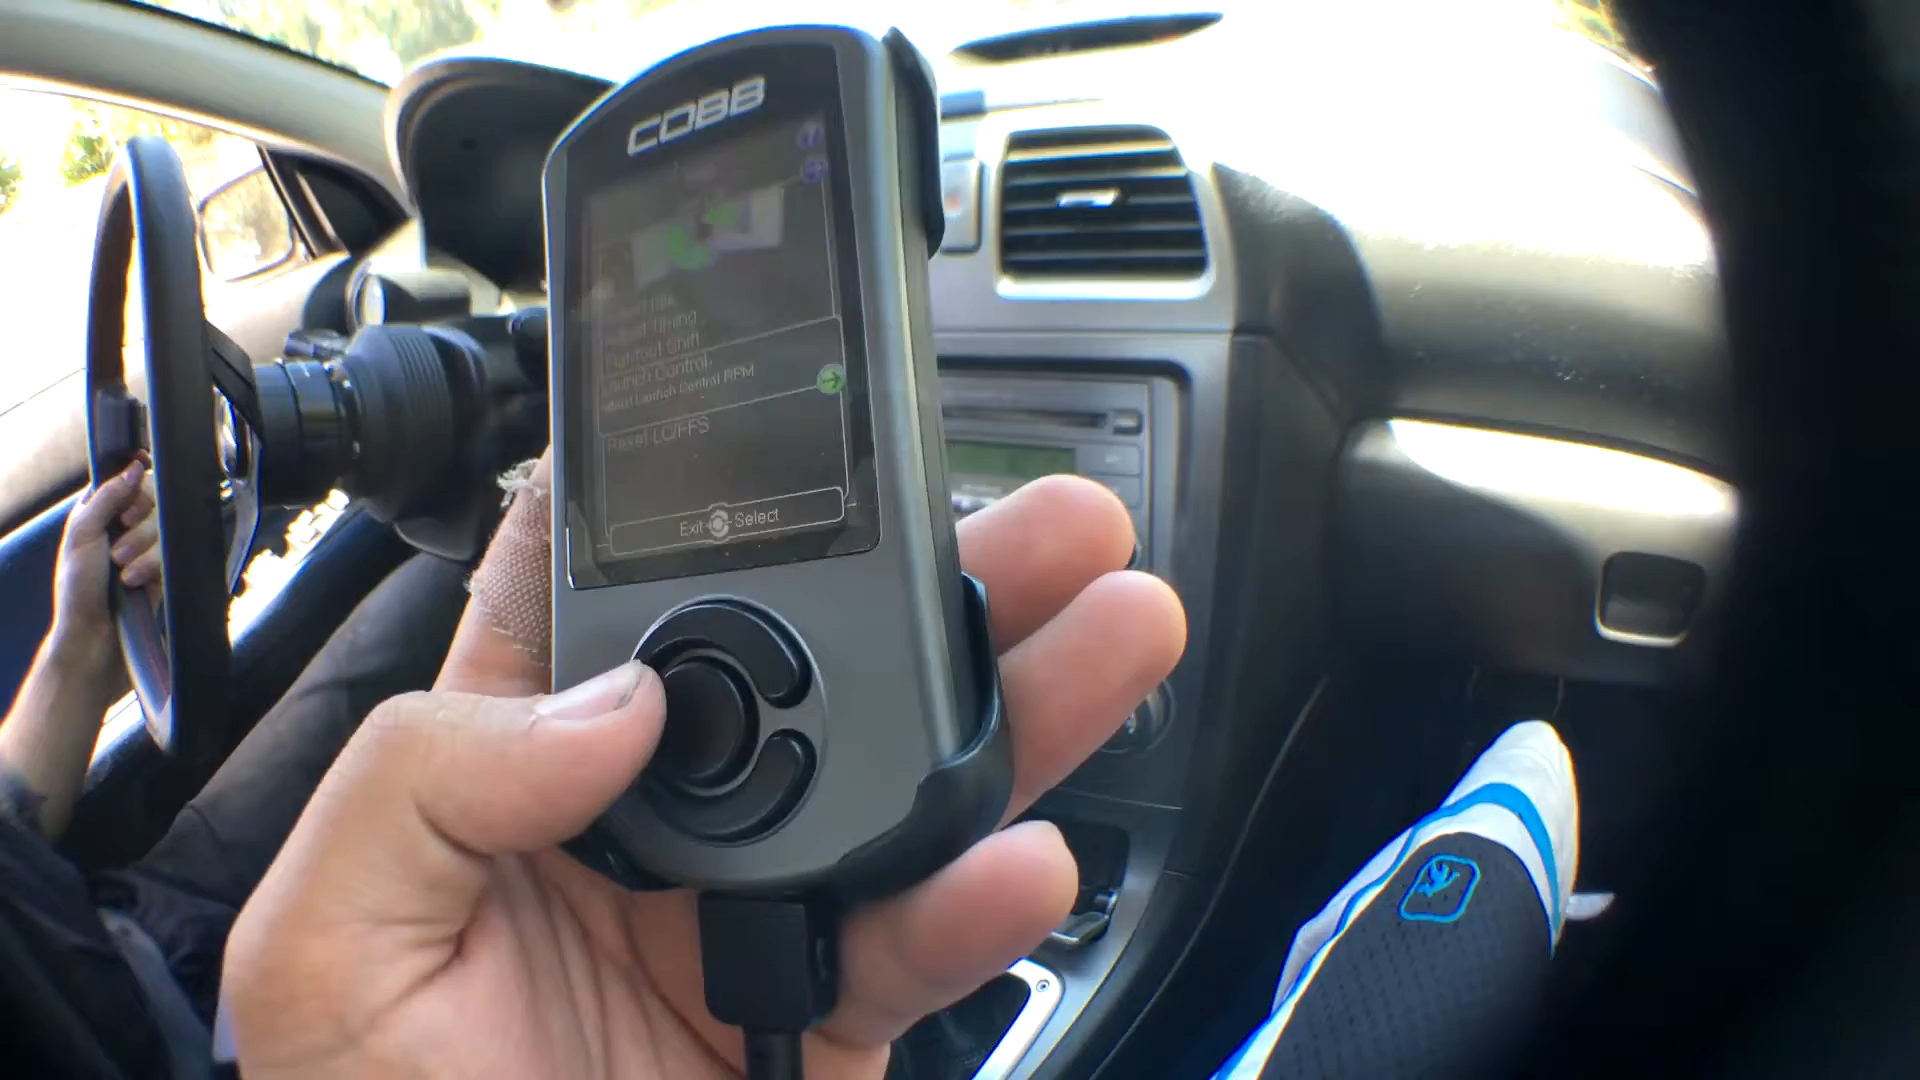 COBB
Adjust Timing
Flat-foot Shift
Launch Control
Adjust Launch Control RPM
Reset LC/FFS
Exit Select